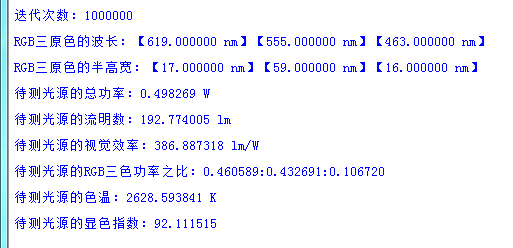 迭代次数：1000000
RGB三原色的波长：【619.000000 nm】【555.000000 nm】【463.000000 nm】
RGB三原色的半高宽：【17.000000 nm】【59.000000 nm】【16.000000 nm】
待测光源的总功率：0.498269 W
待测光源的流明数：192.774005 lm
待测光源的视觉效率：386.887318 lm/W
待测光源的RGB三色功率之比：0.460589:0.432691:0.106720
待测光源的色温：2628.593841 K
待测光源的显色指数：92.111515